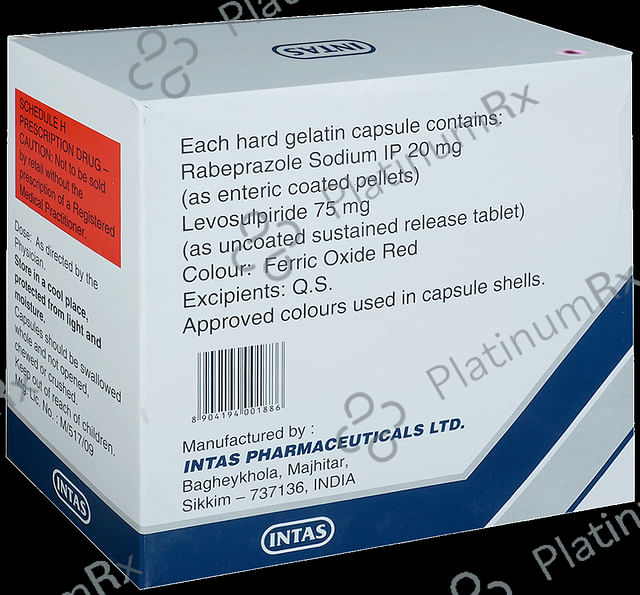 INTAS
SCHEDULE H
PRESCRIPTION DRUG –
CAUTION: Not to be sold
by retail without the
prescription of a Registered
Medical Practitioner.
Dose: As directed by the
Physician.
Store in a cool place,
protected from light and
moisture.
Capsules should be swallowed
whole and not opened,
chewed or crushed.
Keep out of reach of children.
Mfg. Lic. No.: M/517/09
INTAS
Each hard gelatin capsule contains:
Rabeprazole Sodium IP 20 mg
(as enteric coated pellets)
Levosulpiride 75 mg
(as uncoated sustained release tablet)
Colour: Ferric Oxide Red
Excipients: Q.S.
Approved colours used in capsule shells.
8 904194 001886
Manufactured by :
INTAS PHARMACEUTICALS LTD.
Bagheykhola, Majhitar,
Sikkim – 737136, INDIA
INTAS
PlatinumRx
PlatinumRx
PlatinumRx
PlatinumRx
PlatinumRx